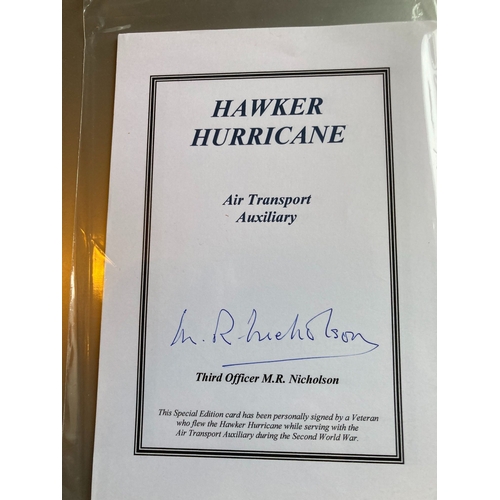 HAWKER
HURRICANE
Air Transport
Auxiliary
M. R. Nicholson
Third Officer M.R. Nicholson
This Special Edition card has been personally signed by a Veteran
who flew the Hawker Hurricane while serving with the
Air Transport Auxiliary during the Second World War.